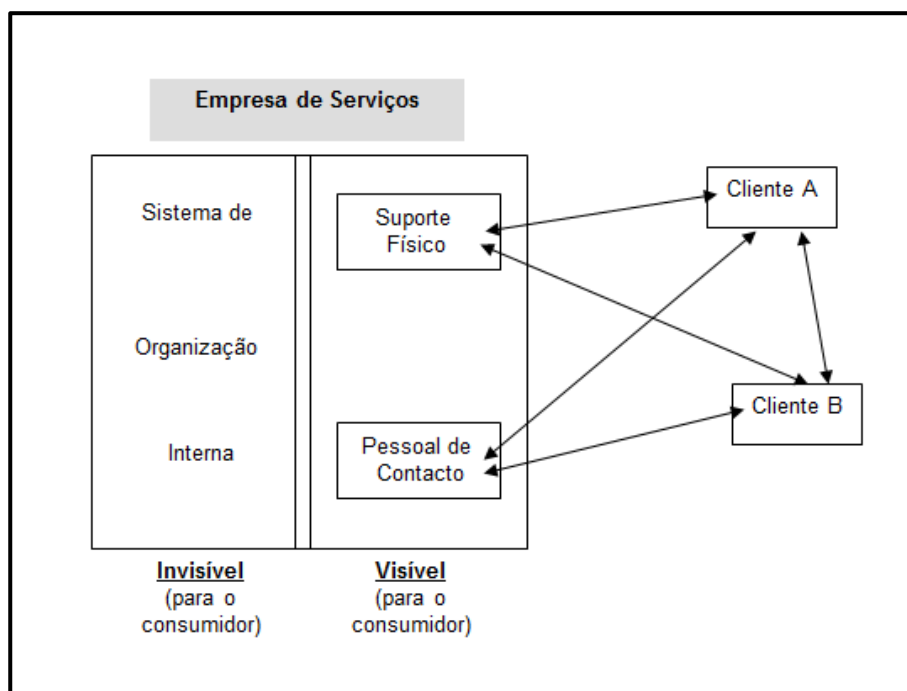 Empresa de Serviços
Sistema de
Organização
Interna
Suporte
Físico
Pessoal de
Contacto
Cliente A
Cliente B
Invisível
(para o
consumidor)
Visível
(para o
consumidor)